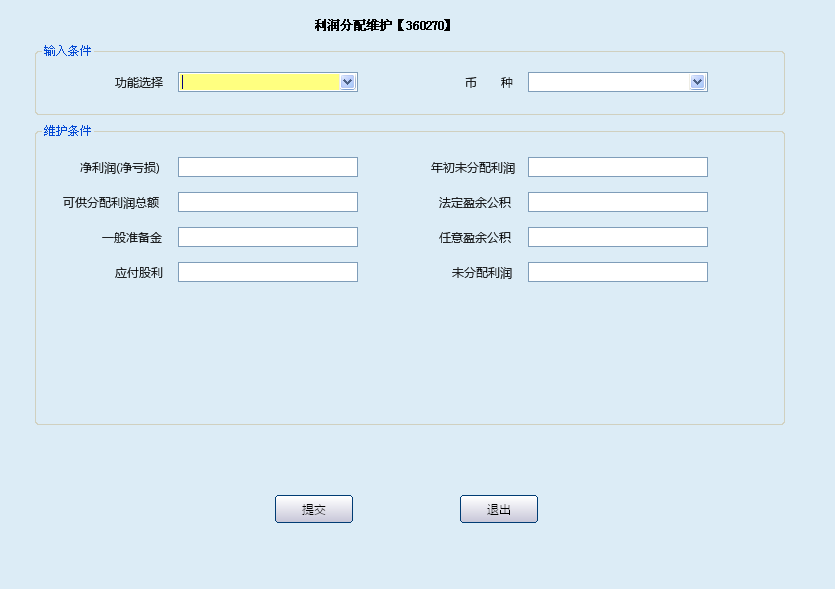 利润分配维护【360270】
输入条件
功能选择 币 种
维护条件
净利润(净亏损) 年初未分配利润
可供分配利润总额 法定盈余公积
一般准备金 任意盈余公积
应付股利 未分配利润
提交 退出